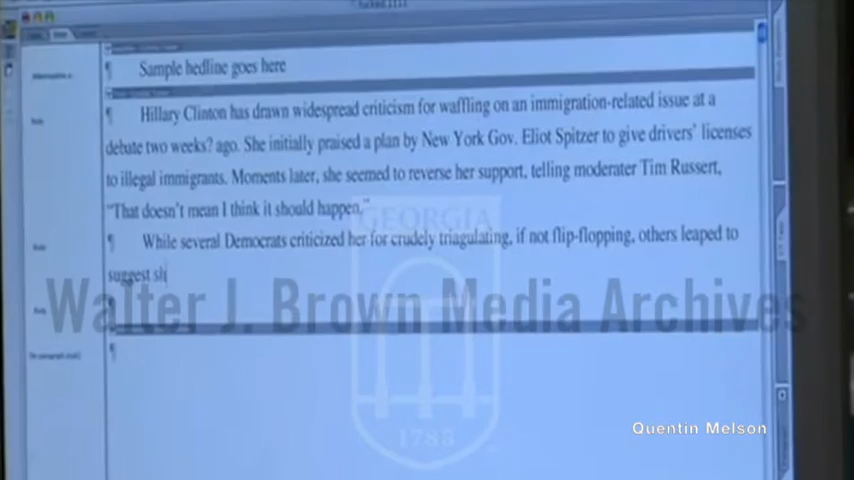 Sample hedline goes here
Hillary Clinton has drawn widespread criticism for waffling on an immigration-related issue at a
debate two weeks? ago. She initially praised a plan by New York Gov. Eliot Spitzer to give drivers' licenses
to illegal immigrants. Moments later, she seemed to reverse her support, telling moderater Tim Russert,
"That doesn't mean I think it should happen."
While several Democrats criticized her for crudely triagulating, if not flip-flopping, others leaped to
suggest sh
GEORGIA
Walter J. Brown Media Archives
Quentin Melson
1788